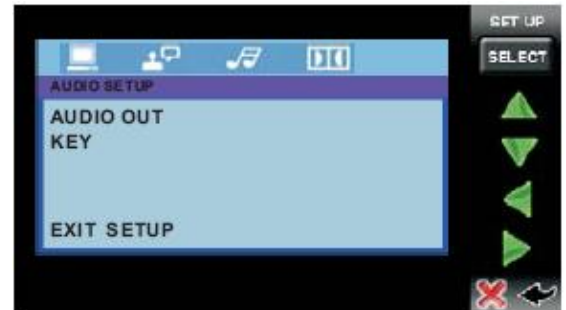 SET UP
SELECT
AUDIO SETUP
AUDIO OUT
KEY
EXIT SETUP